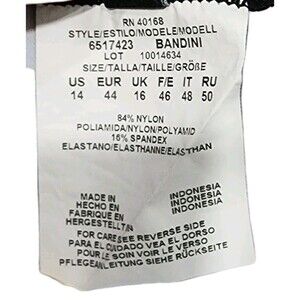 RN 40168
STYLE/ESTILO/MODELE/MODELL
6517423 BANDINI
LOT 10014634
SIZE/TALLA/TAILLE/GRÖßE
US EUR UK F/E IT RU
14 44 16 46 48 50
84% NYLON
POLIAMIDA/NYLON/POLYAMID
16% SPANDEX
ELASTANO/ELASTHANNE/ELASTHAN
MADE IN INDONESIA
HECHO EN INDONESIA
FABRIQUE EN INDONESIA
HERGESTELLT IN
FOR CARE SEE REVERSE SIDE
PARA EL CUIDADO VEA EL DORSO
POUR LE SOIN VOIR LE VERSO
PFLEGEANLEITUNG SIEHE RÜCKSEITE